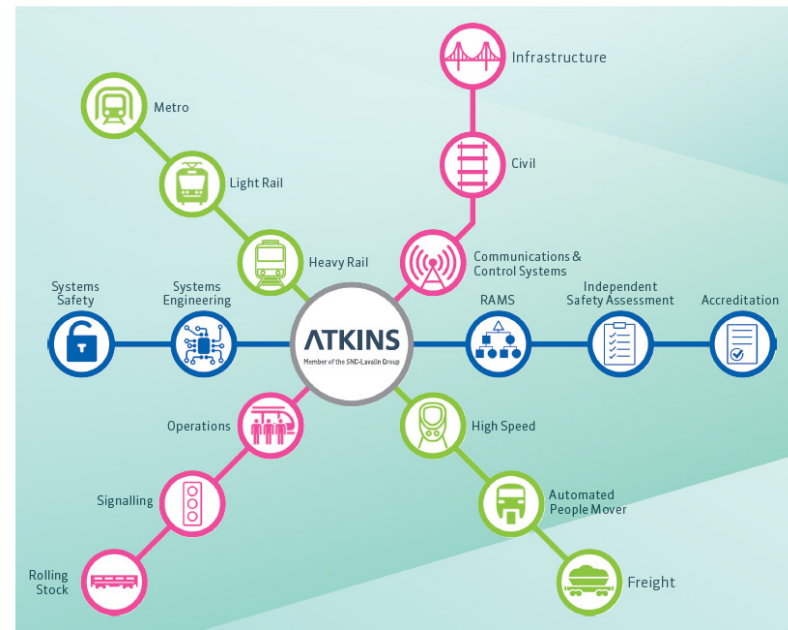 Infrastructure
Metro
Civil
Light Rail
Heavy Rail
Communications &
Control Systems
Systems
Safety
Systems
Engineering
RAMS
Independent
Safety Assessment
Accreditation
ATKINS
Member of the SNC-Lavalin Group
Operations
High Speed
Signalling
Automated
People Mover
Rolling
Stock
Freight